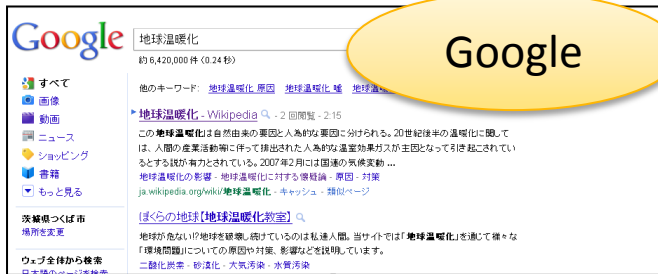 Google
地球温暖化
約 6,420,000 件 (0.24 秒)
Google
すべて
画像
動画
ニュース
ショッピング
書籍
もっと見る
茨城県つくば市
場所を変更
ウェブ全体から検索
他のキーワード: 地球温暖化 原因 地球温暖化 嘘
地球温暖化 - Wikipedia - 2 回閲覧 - 2:15
この地球温暖化は自然由来の要因と人為的な要因に分けられる。20世紀後半の温暖化に関して
は、人間の産業活動等に伴って排出された人為的な温室効果ガスが主因となって引き起こされてい
るとする説が有力とされている。2007年2月には国連の気候変動 ...
地球温暖化の影響 - 地球温暖化に対する懐疑論 - 原因 - 対策
ja.wikipedia.org/wiki/地球温暖化 - キャッシュ - 類似ページ
ぼくらの地球【地球温暖化教室】
地球が危ない!?地球を破壊し続けているのは私達人間。当サイトでは「地球温暖化」を通じて様々な
「環境問題」についての原因や対策、影響などを説明しています。
二酸化炭素 - 砂漠化 - 大気汚染 - 水質汚染